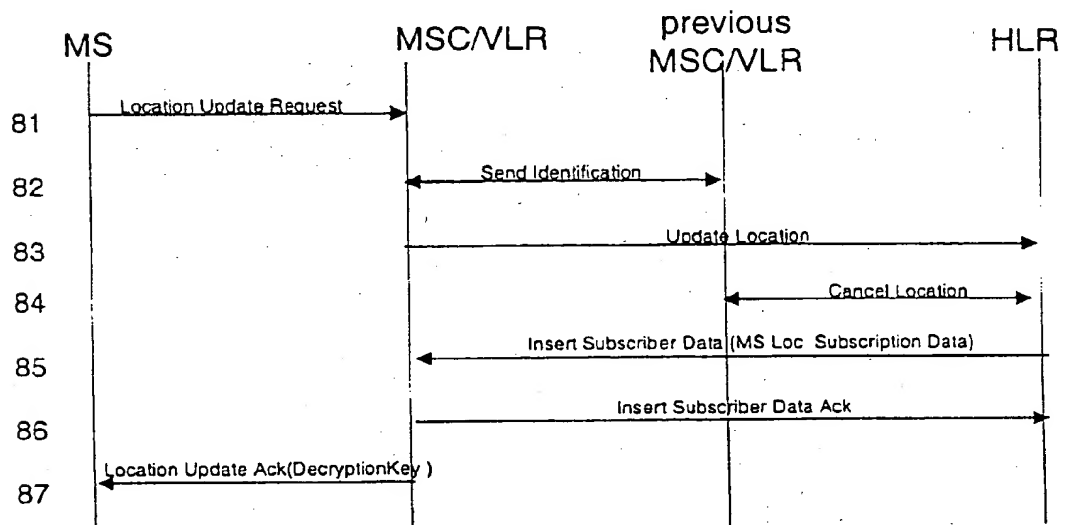 MS
MSC/VLR
previous
MSC/VLR
HLR
81
Location Update Request
82
Send Identification
83
Update Location
84
Cancel Location
85
Insert Subscriber Data (MS Loc Subscription Data)
86
Insert Subscriber Data Ack
87
Location Update Ack(DecryptionKey )